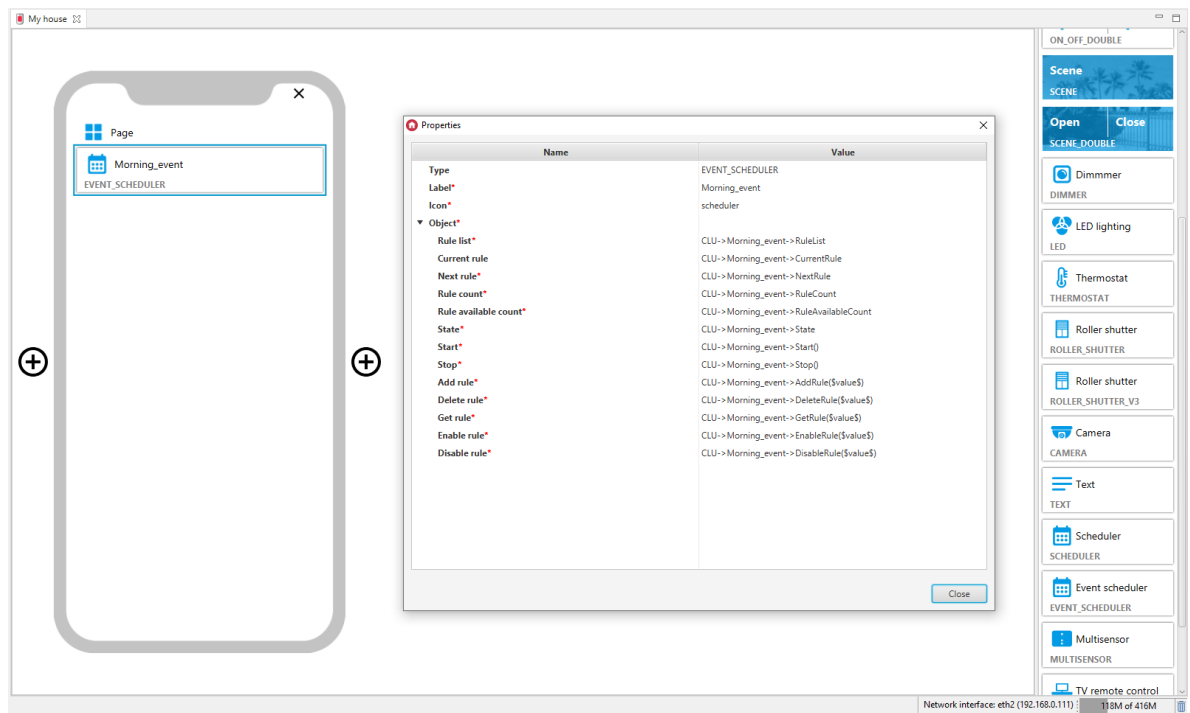 My house
Page
Morning_event
EVENT_SCHEDULER
Properties
Name Value
Type EVENT_SCHEDULER
Label* Morning_event
Icon* scheduler
Object*
Rule list* CLU->Morning_event->RuleList
Current rule CLU->Morning_event->CurrentRule
Next rule* CLU->Morning_event->NextRule
Rule count* CLU->Morning_event->RuleCount
Rule available count* CLU->Morning_event->RuleAvailableCount
State* CLU->Morning_event->State
Start* CLU->Morning_event->Start()
Stop* CLU->Morning_event->Stop()
Add rule* CLU->Morning_event->AddRule($value$)
Delete rule* CLU->Morning_event->DeleteRule($value$)
Get rule* CLU->Morning_event->GetRule($value$)
Enable rule* CLU->Morning_event->EnableRule($value$)
Disable rule* CLU->Morning_event->DisableRule($value$)
Close
ON_OFF_DOUBLE
Scene
SCENE
Open Close
SCENE_DOUBLE
Dimmmer
DIMMER
LED lighting
LED
Thermostat
THERMOSTAT
Roller shutter
ROLLER_SHUTTER
Roller shutter
ROLLER_SHUTTER_V3
Camera
CAMERA
Text
TEXT
Scheduler
SCHEDULER
Event scheduler
EVENT_SCHEDULER
Multisensor
MULTISENSOR
TV remote control
Network interface: eth2 (192.168.0.111) 118M of 416M